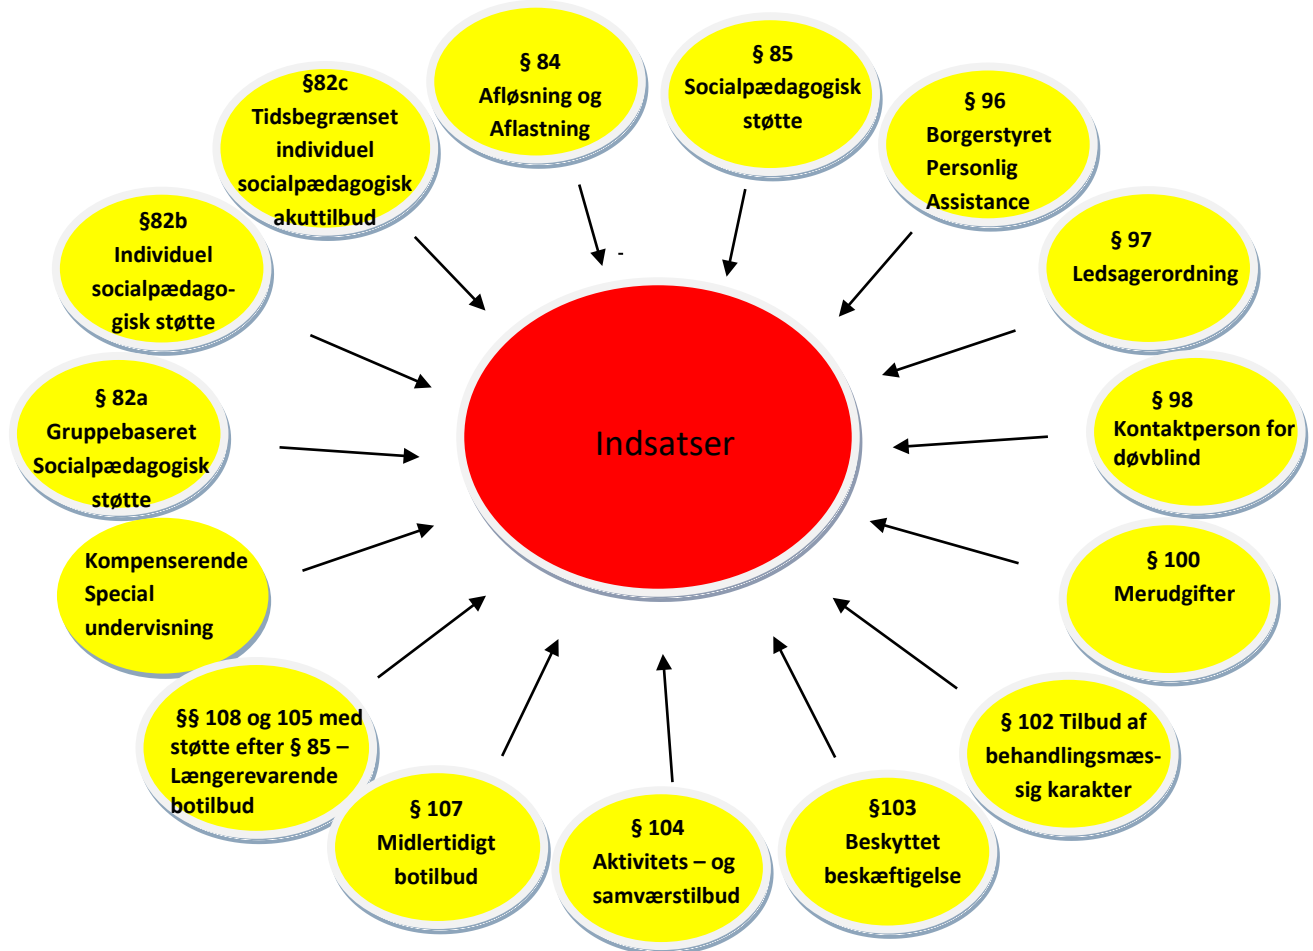 § 84
Afløsning og
Aflastning
§ 85
Socialpædagogisk
støtte
§ 96
Borgerstyret
Personlig
Assistance
§ 97
Ledsagerordning
§ 98
Kontaktperson for
døvblind
§ 100
Merudgifter
§ 102 Tilbud af
behandlingsmæs-
sig karakter
§103
Beskyttet
beskæftigelse
§ 104
Aktivitets – og
samværstilbud
§ 107
Midlertidigt
botilbud
§§ 108 og 105 med
støtte efter § 85 –
Længerevarende
botilbud
Kompenserende
Special
undervisning
§ 82a
Gruppebaseret
Socialpædagogisk
støtte
§82b
Individuel
socialpædago-
gisk støtte
§82c
Tidsbegrænset
individuel
socialpædagogisk
akuttilbud
-
Indsatser